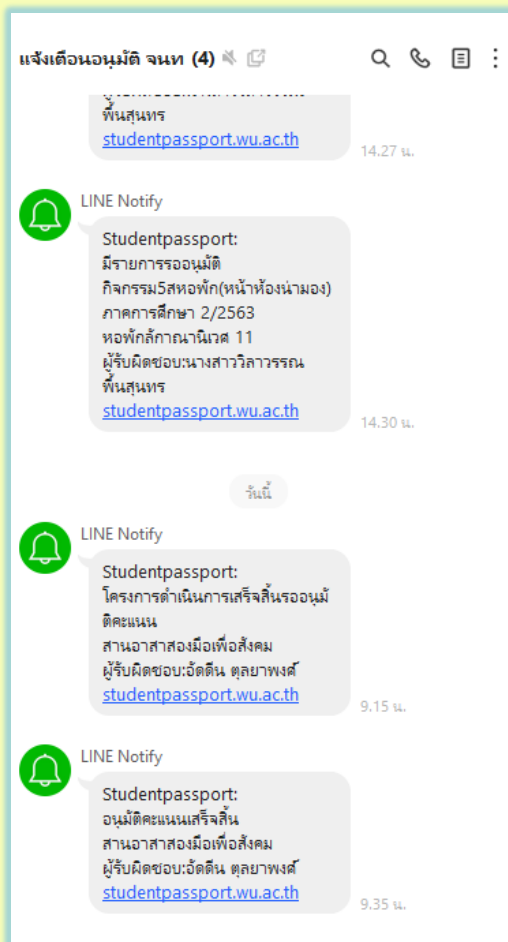 แจ้งเตือนอนุมัติ จนท (4)
พื้นสุนทร
studentpassport.wu.ac.th
14.27 น.
LINE Notify
Studentpassport:
มีรายการรออนุมัติ
กิจกรรม5สหอพัก(หน้าห้องน่ามอง)
ภาคการศึกษา 2/2563
หอพักลักาณานิเวศ 11
ผู้รับผิดชอบ:นางสาววิลาวรรณ
พื้นสุนทร
studentpassport.wu.ac.th
14.30 น.
วันนี้
LINE Notify
Studentpassport:
โครงการดำเนินการเสร็จสิ้นรออนุมั
ติคะแนน
สานอาสาสองมือเพื่อสังคม
ผู้รับผิดชอบ:อัดดีน ตุลยาพงศ์
studentpassport.wu.ac.th
9.15 น.
LINE Notify
Studentpassport:
อนุมัติคะแนนเสร็จสิ้น
สานอาสาสองมือเพื่อสังคม
ผู้รับผิดชอบ:อัดดีน ตุลยาพงศ์
studentpassport.wu.ac.th
9.35 น.